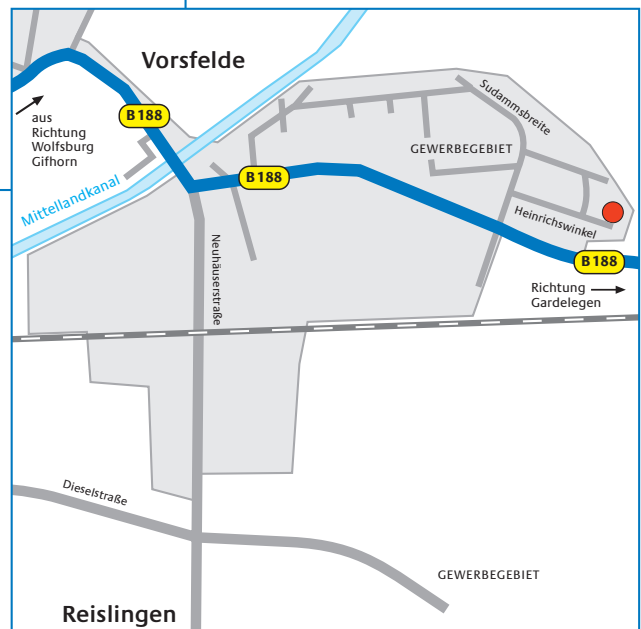 Vorsfelde
aus
Richtung
Wolfsburg
Gifhorn
B 188
Sudammsbreite
GEWERBEGEBIET
B 188
Mittellandkanal
Heinrichswinkel
Neuhäuserstraße
B 188
Richtung
Gardelegen
Dieselstraße
GEWERBEGEBIET
Reislingen